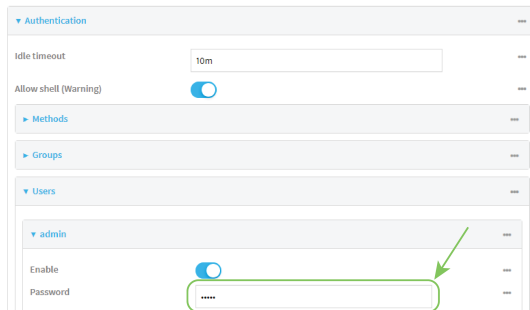 Authentication
Idle timeout
10m
Allow shell (Warning)
Methods
Groups
Users
admin
Enable
Password
•••••